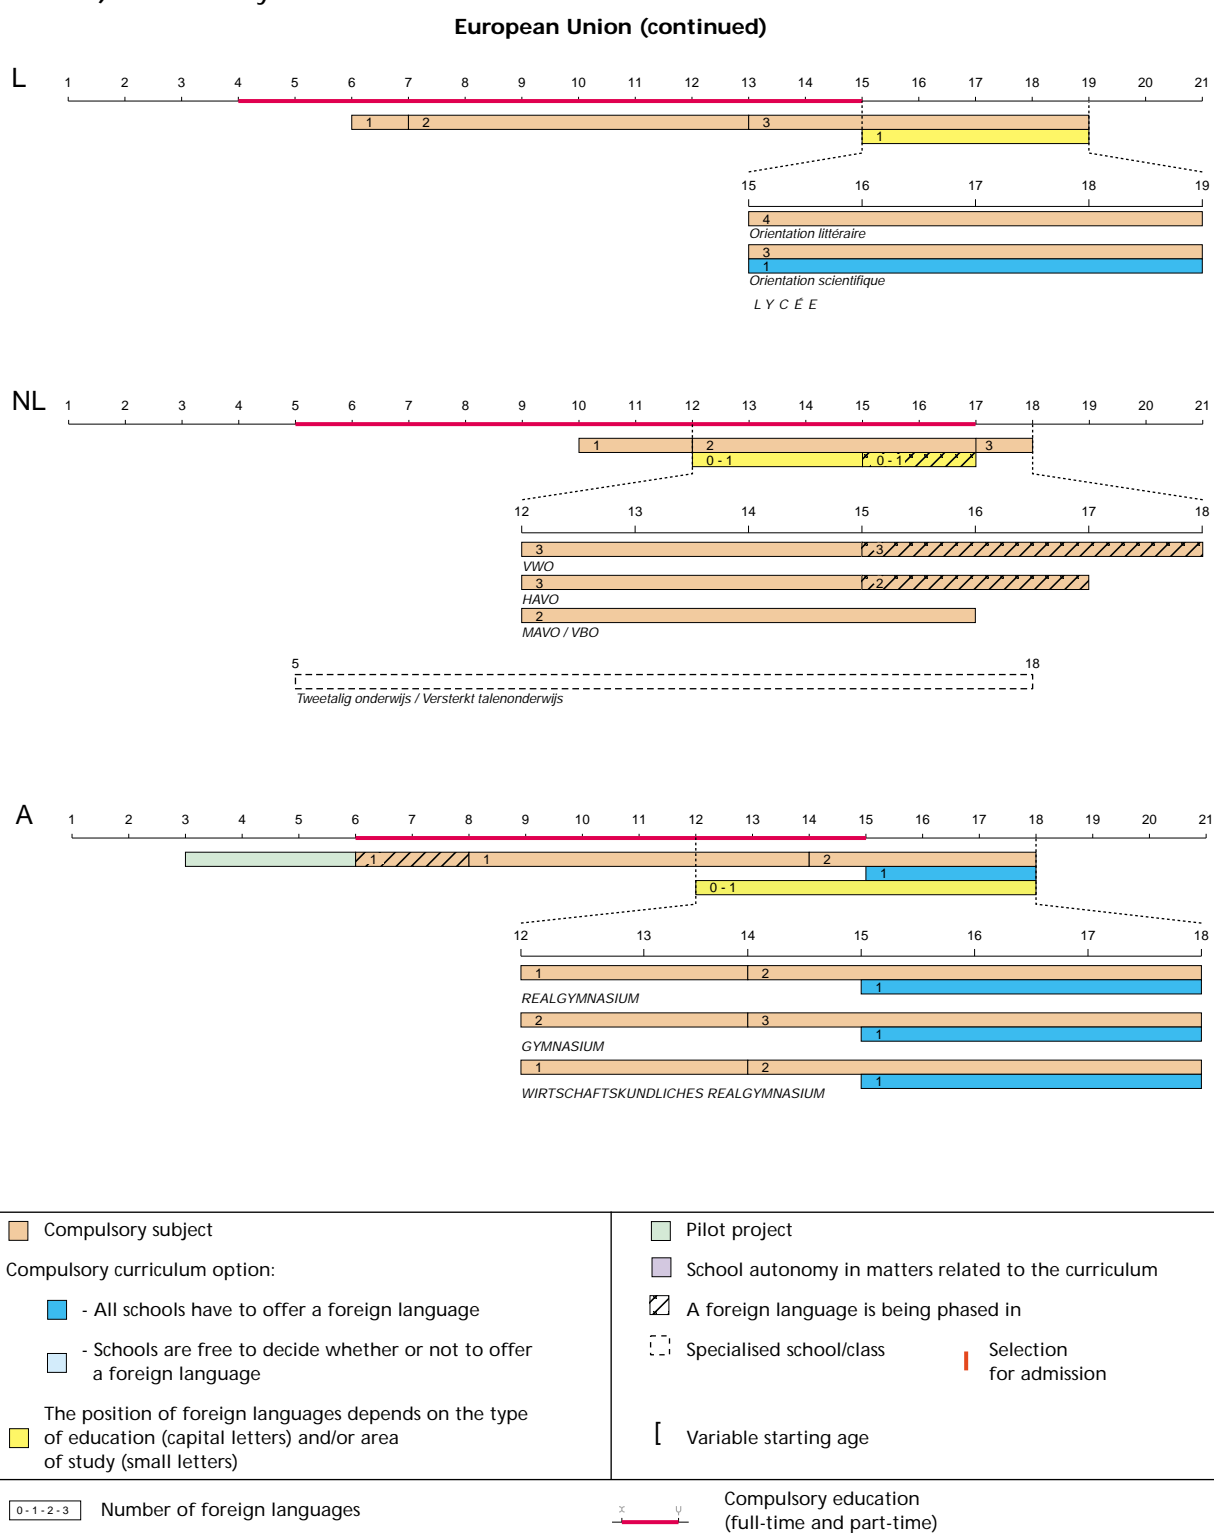 European Union (continued)
L
1 2 3 4 5 6 7 8 9 10 11 12 13 14 15 16 17 18 19 20 21
1 2 3
1
15 16 17 18 19
4
Orientation littéraire
3
1
Orientation scientifique
LYCÉE
NL
1 2 3 4 5 6 7 8 9 10 11 12 13 14 15 16 17 18 19 20 21
1 2 3
0 - 1 0 - 1
12 13 14 15 16 17 18
3 3
VWO
3 2
HAVO
2
MAVO / VBO
5 18
Tweetalig onderwijs / Versterkt talenonderwijs
A
1 2 3 4 5 6 7 8 9 10 11 12 13 14 15 16 17 18 19 20 21
1 1 2
1
0 - 1
12 13 14 15 16 17 18
1 2
1
REALGYMNASIUM
2 3
1
GYMNASIUM
1 2
1
WIRTSCHAFTSKUNDLICHES REALGYMNASIUM
Compulsory subject
Compulsory curriculum option:
- All schools have to offer a foreign language
- Schools are free to decide whether or not to offer
a foreign language
The position of foreign languages depends on the type
of education (capital letters) and/or area
of study (small letters)
Pilot project
School autonomy in matters related to the curriculum
A foreign language is being phased in
Specialised school/class
Selection
for admission
[ Variable starting age
0 - 1 - 2 - 3 Number of foreign languages
x y
Compulsory education
(full-time and part-time)